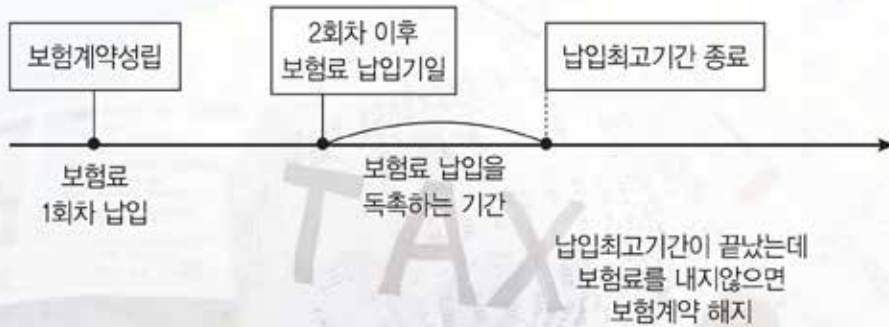 보험계약성립
2회차 이후
보험료 납입기일
납입최고기간 종료
보험료
1회차 납입
보험료 납입을
독촉하는 기간
TAX
납입최고기간이 끝났는데
보험료를 내지않으면
보험계약 해지